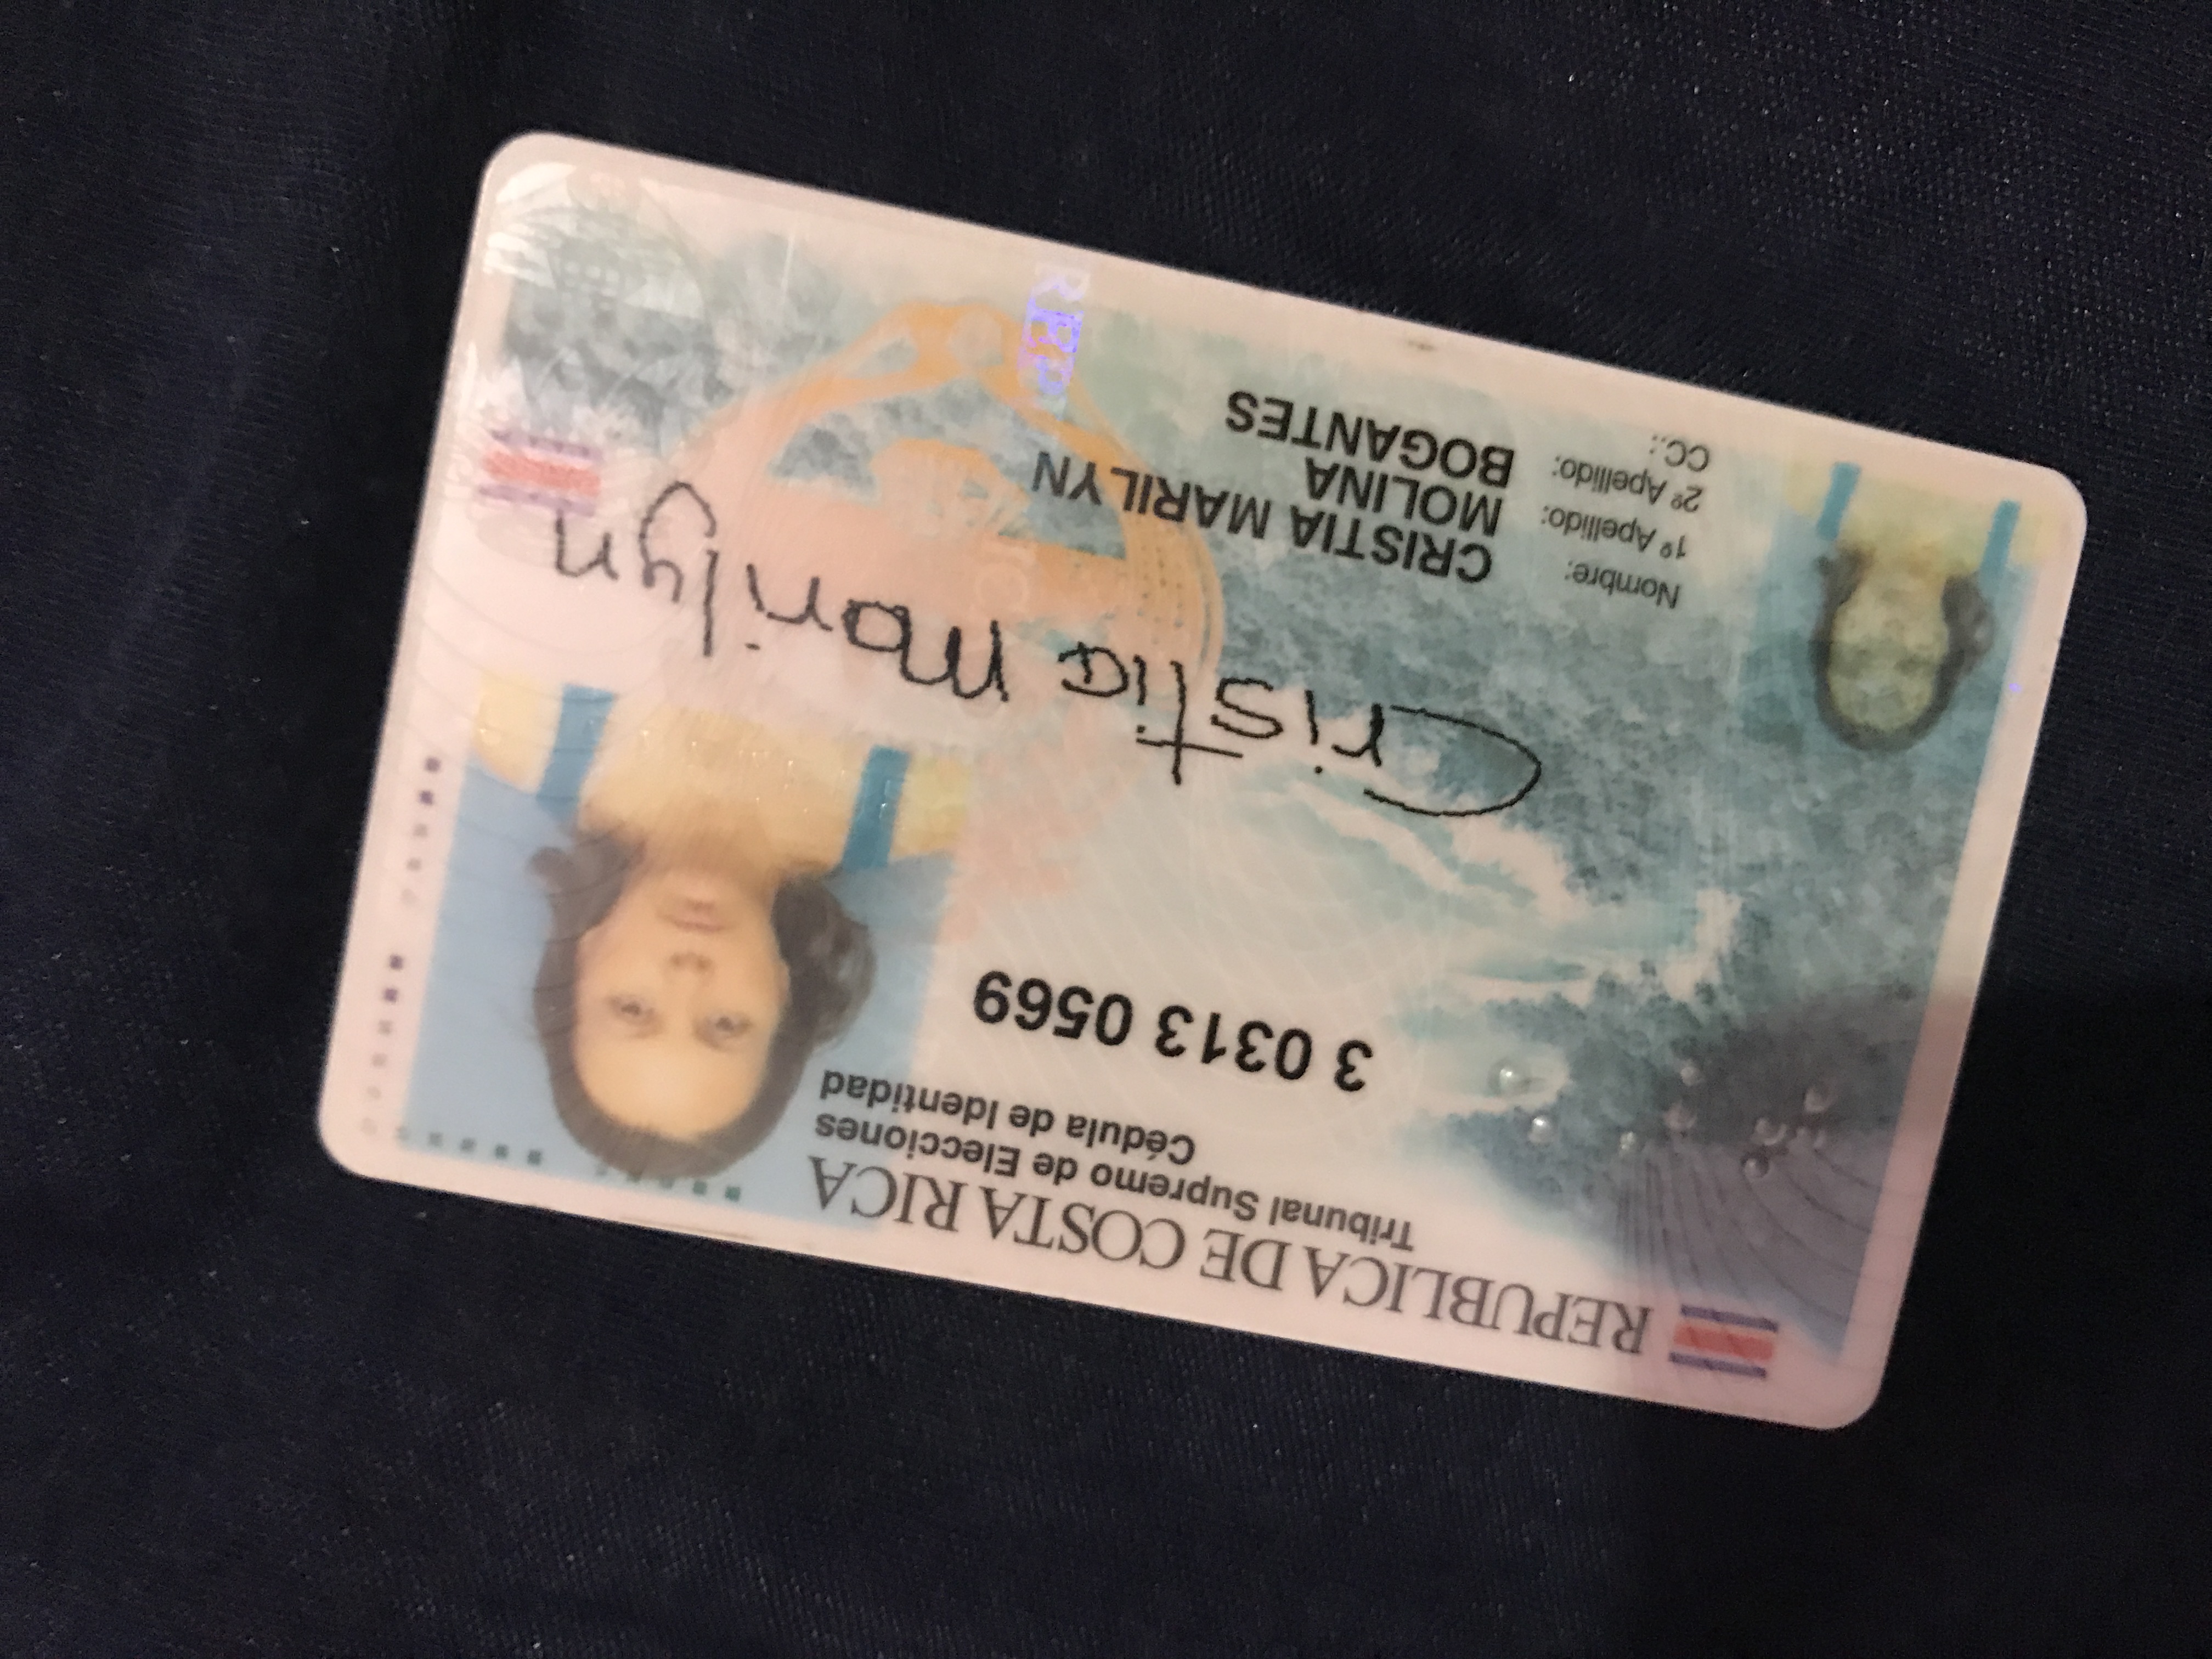 REPUBLICA DE COSTA RICA
Tribunal Supremo de Elecciones
Cédula de Identidad
3 0313 0569
Cristia Marilyn
Nombre: CRISTIA MARILYN
1º Apellido: MOLINA
2º Apellido: BOGANTES
CC.: